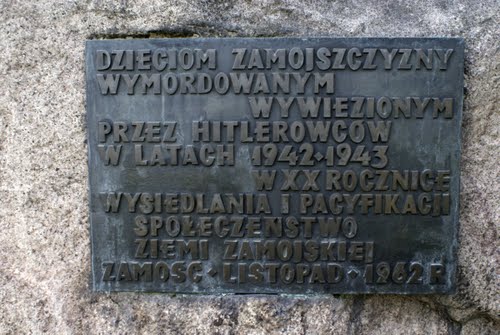 DZIECIOM ZAMOJSZCZYZNY
WYMORDOWANYM
WYWIEZIONYM
PRZEZ HITLEROWCÓW
W LATACH 1942-1943
W XX ROCZNICĘ
WYSIEDLANIA I PACYFIKACJI
SPOŁECZEŃSTWO
ZIEMI ZAMOJSKIEJ
ZAMOŚĆ · LISTOPAD · 1962 R